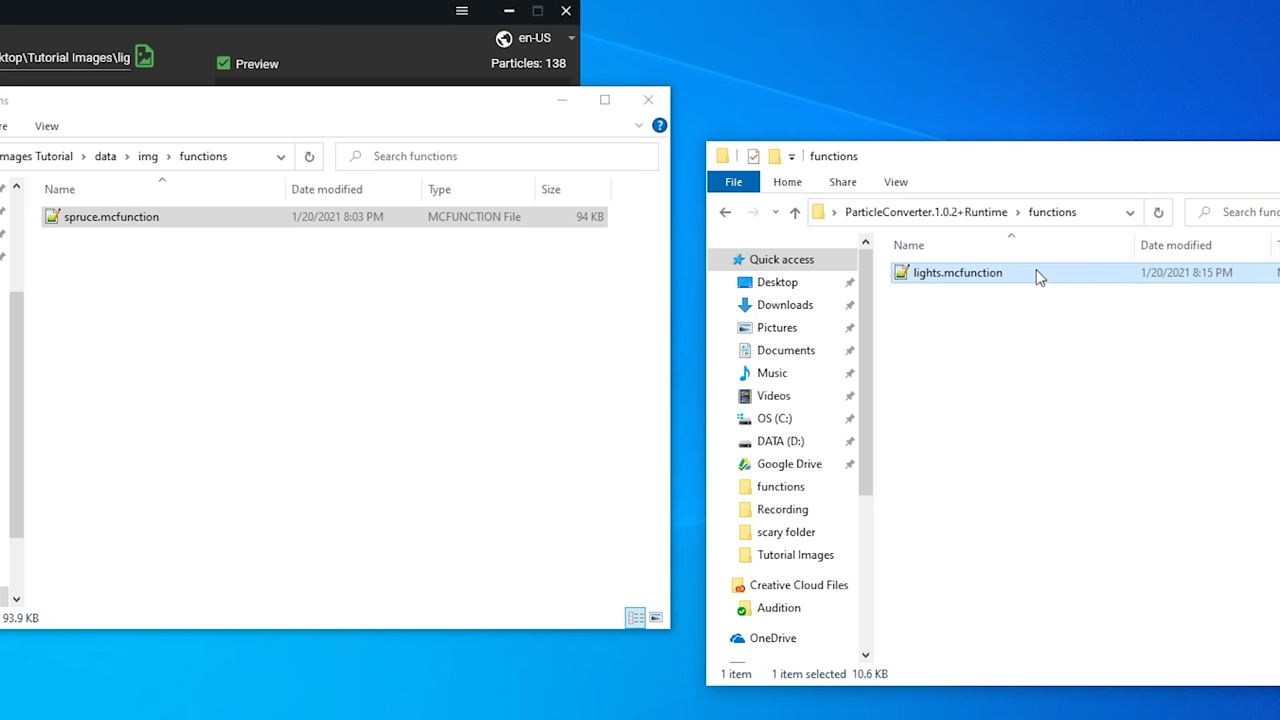 ktop\Tutorial Images\lig
en-US
Preview
Particles: 138
ns
re
View
mages Tutorial
data
img
functions
Search functions
Name
Date modified
Type
Size
spruce.mcfunction
1/20/2021 8:03 PM
MCFUNCTION File
94 KB
93.9 KB
functions
File
Home
Share
View
ParticleConverter.1.0.2+Runtime
functions
Search func
Name
Date modified
lights.mcfunction
1/20/2021 8:15 PM
Quick access
Desktop
Downloads
Pictures
Documents
Music
Videos
OS (C:)
DATA (D:)
Google Drive
functions
Recording
scary folder
Tutorial Images
Creative Cloud Files
Audition
OneDrive
1 item
1 item selected
10.6 KB